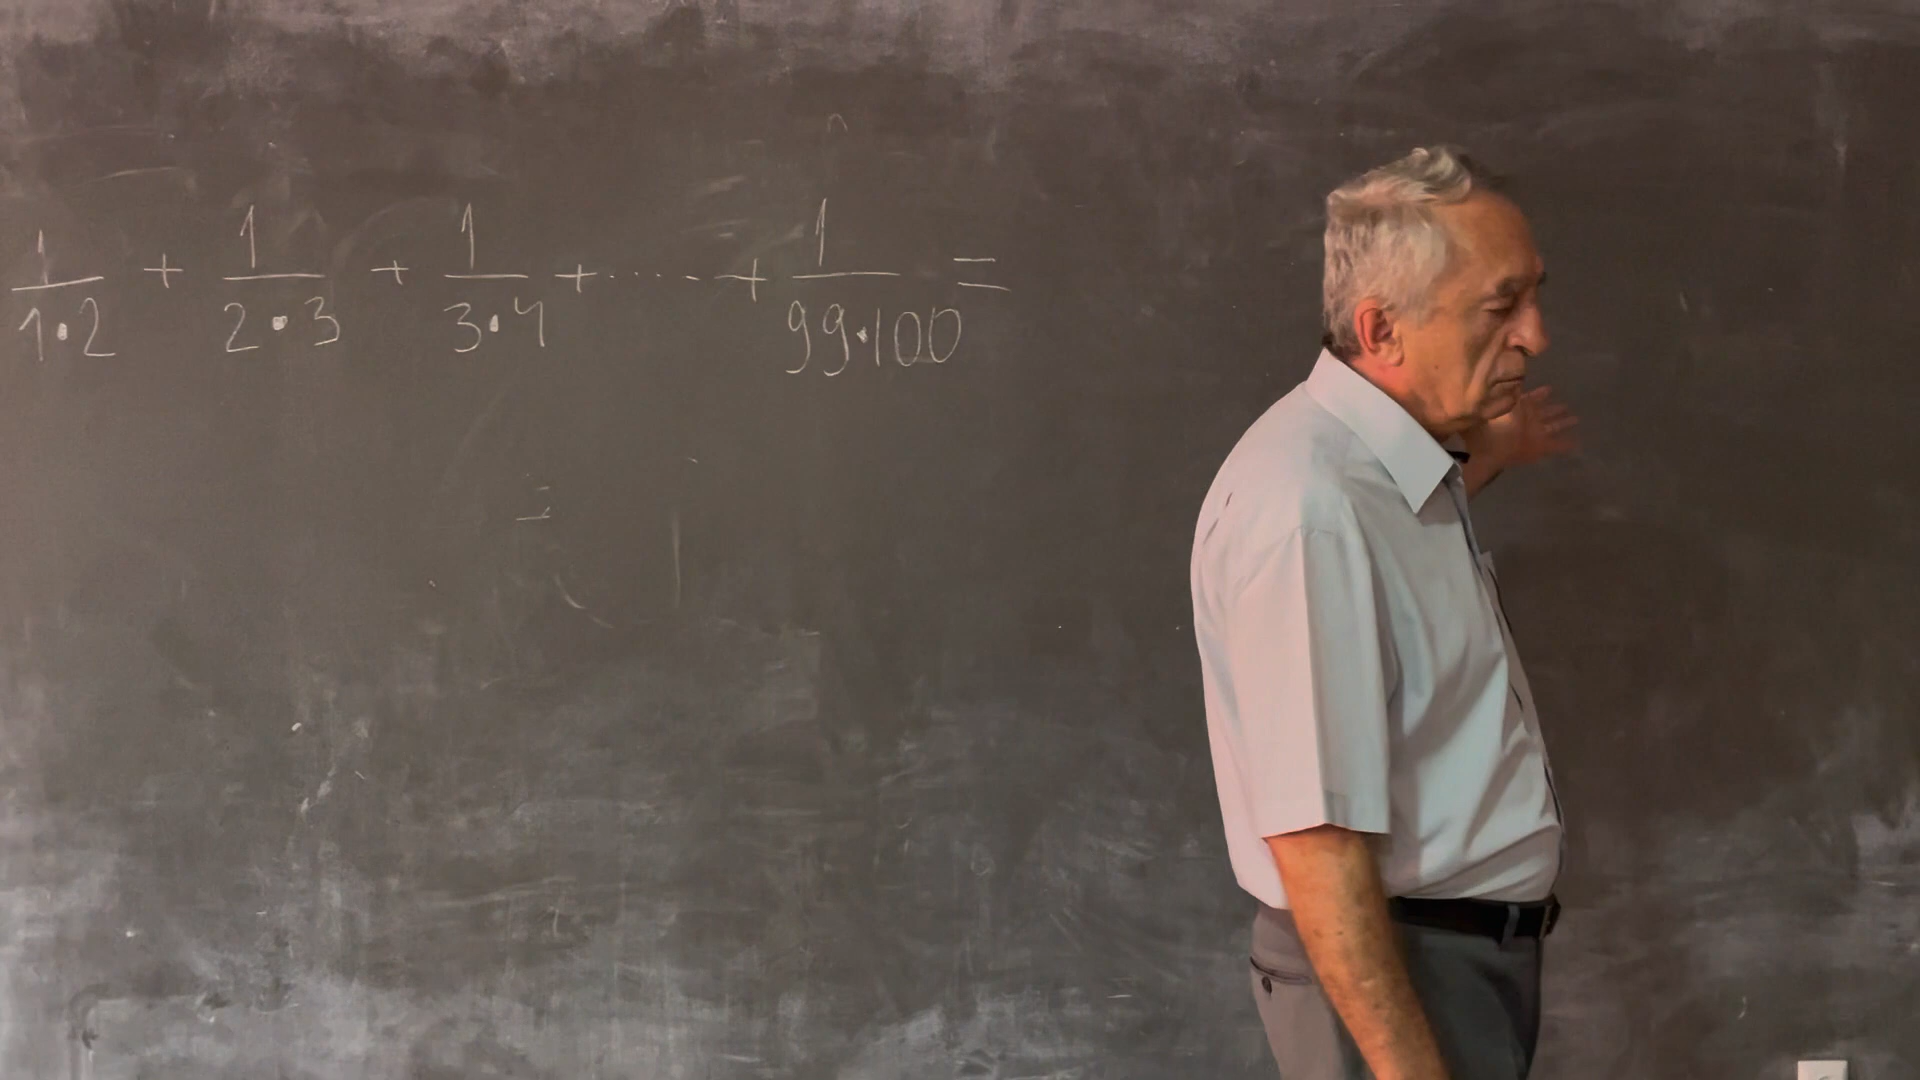 1/1·2 + 1/2·3 + 1/3·4 + ...... + 1/99·100 =
=